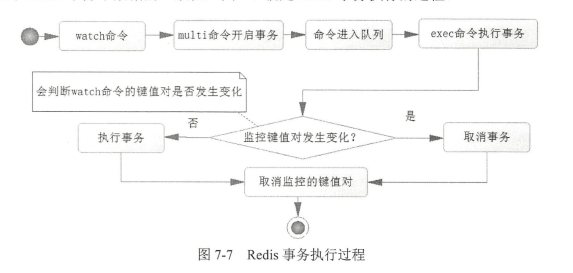 watch命令
multi命令开启事务
命令进入队列
exec命令执行事务
会判断watch命令的键值对是否发生变化
否
监控键值对发生变化?
是
执行事务
取消事务
取消监控的键值对
图 7-7 Redis 事务执行过程